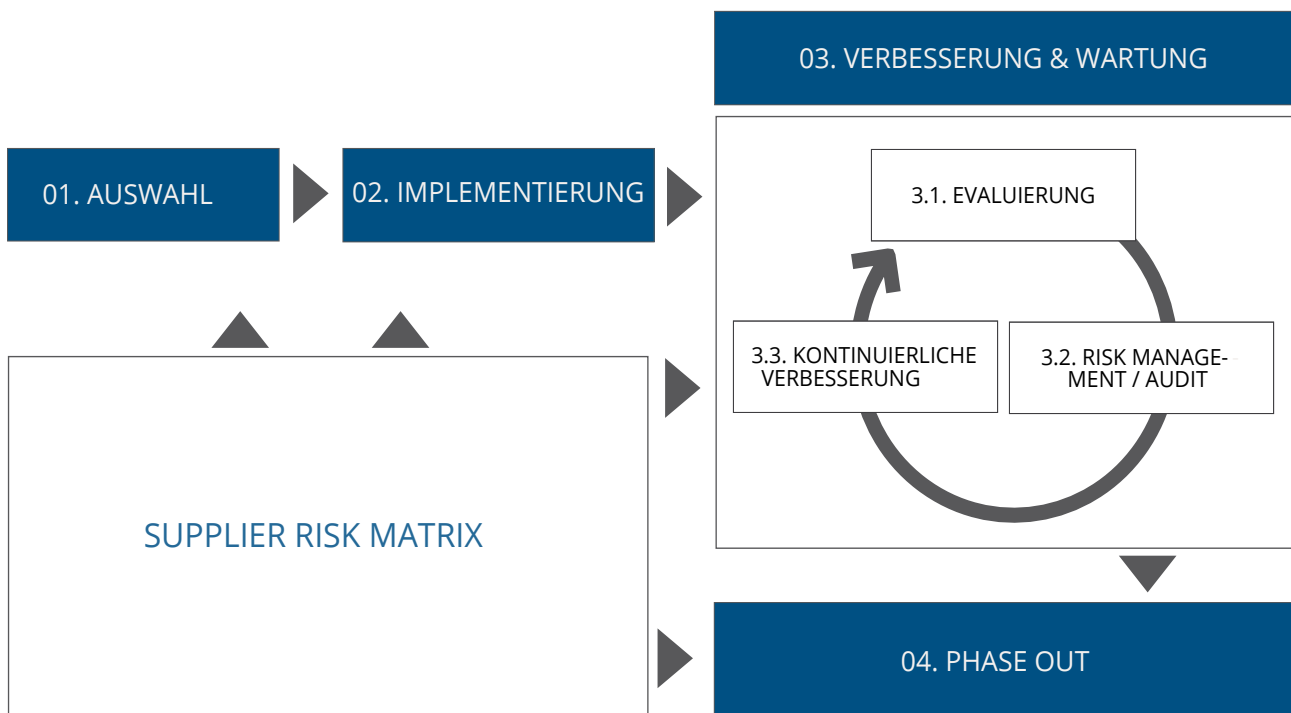 03. VERBESSERUNG & WARTUNG
01. AUSWAHL
02. IMPLEMENTIERUNG
3.1. EVALUIERUNG
3.3. KONTINUIERLICHE
VERBESSERUNG
3.2. RISK MANAGE-
MENT / AUDIT
SUPPLIER RISK MATRIX
04. PHASE OUT